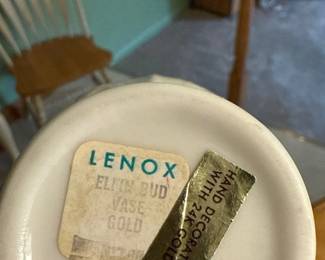 LENOX
ELFIN BUD
VASE
GOLD
HAND DECORATED
WITH 24K GOLD